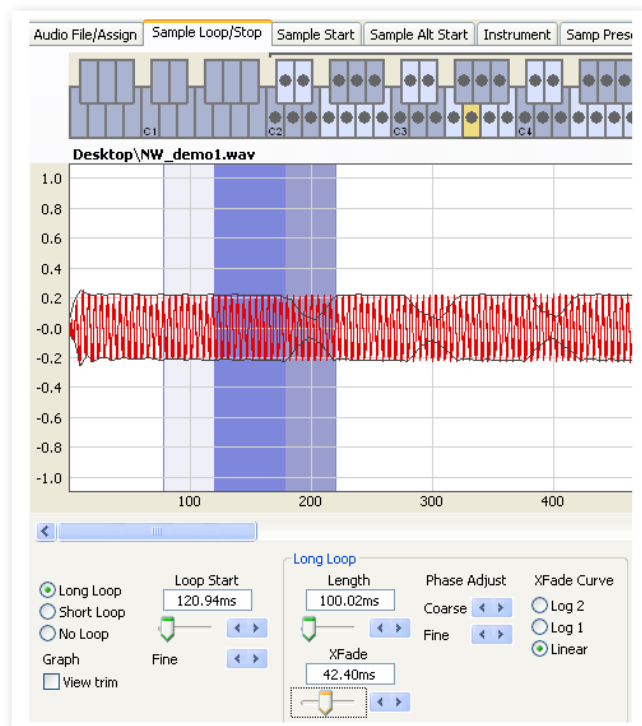 Audio File/Assign Sample Loop/Stop Sample Start Sample Alt Start Instrument Samp Pres
C1 C2 C3 C4
Desktop\NW_demo1.wav
1.0
0.8
0.6
0.4
0.2
-0.0
-0.2
-0.4
-0.6
-0.8
-1.0
100 200 300 400
Long Loop
Long Loop Loop Start Length Phase Adjust XFade Curve
120.94ms 100.02ms Coarse Log 2
Short Loop
No Loop Fine Log 1
XFade Linear
Graph Fine 42.40ms
View trim